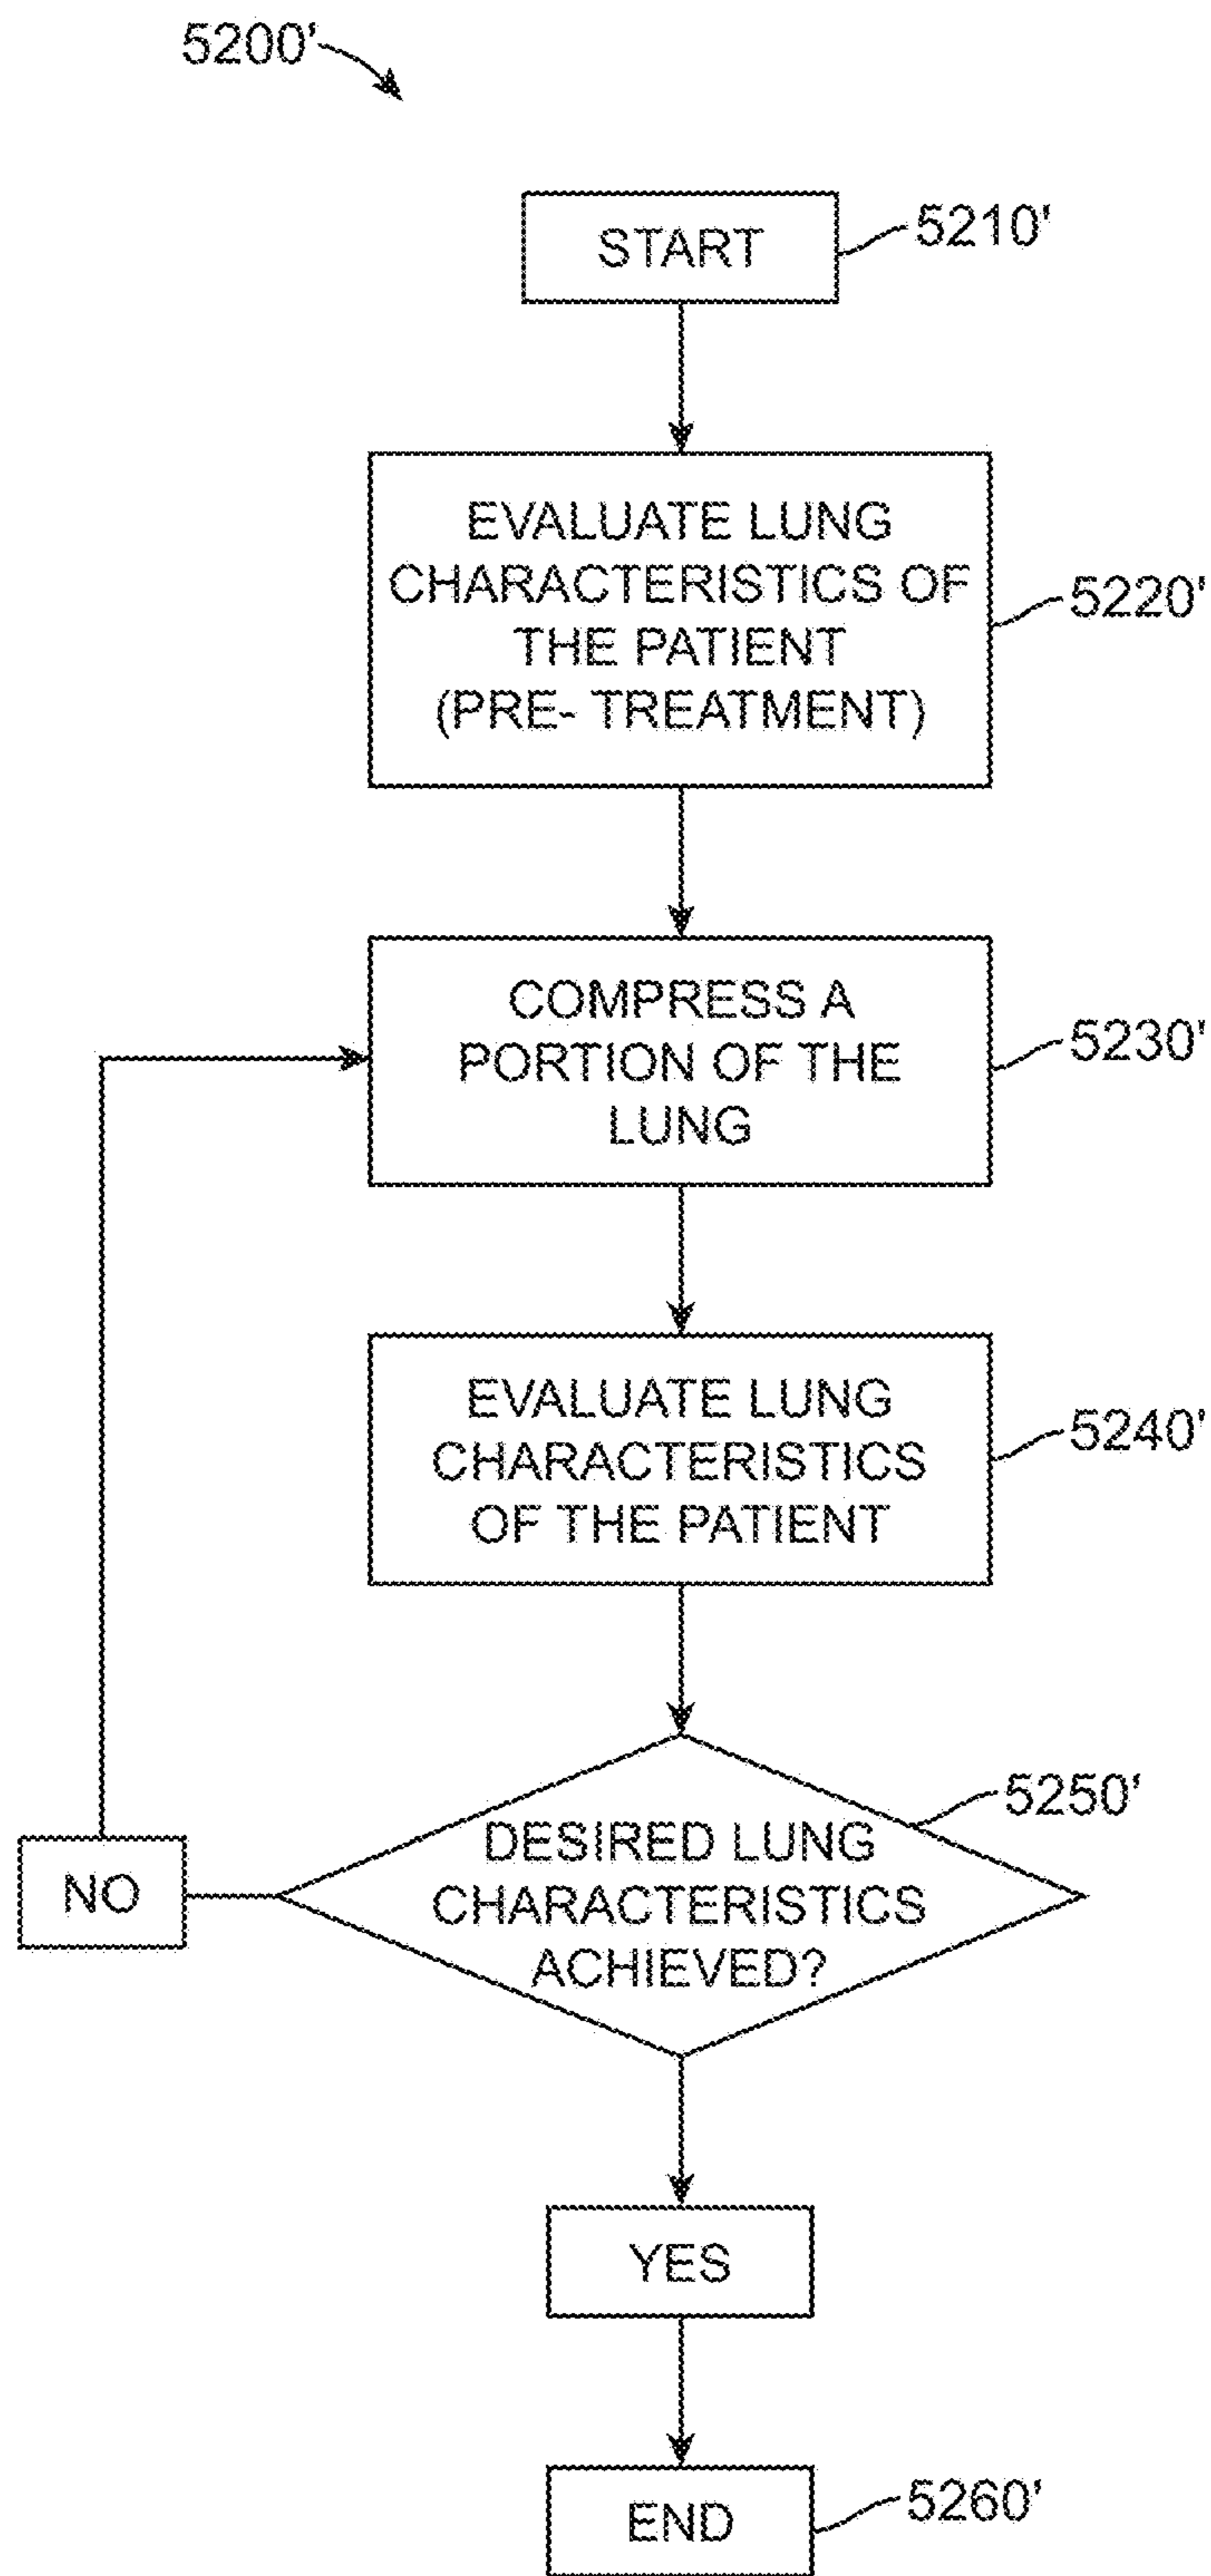 5200'
START
5210'
EVALUATE LUNG
CHARACTERISTICS OF
THE PATIENT
(PRE- TREATMENT)
5220'
COMPRESS A
PORTION OF THE
LUNG
5230'
EVALUATE LUNG
CHARACTERISTICS
OF THE PATIENT
5240'
DESIRED LUNG
CHARACTERISTICS
ACHIEVED?
5250'
NO
YES
END
5260'